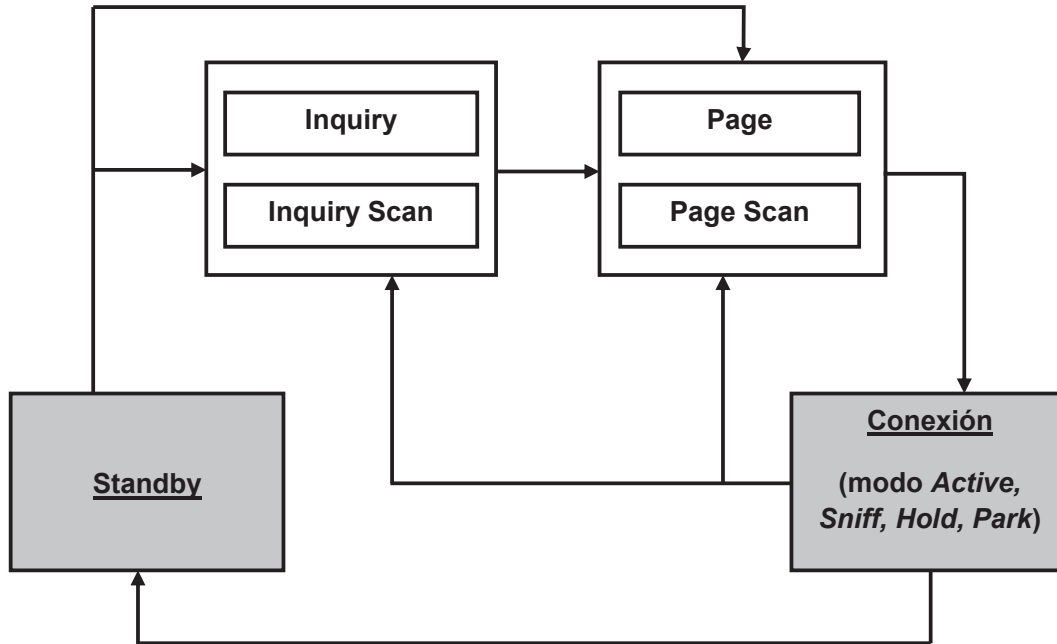 Inquiry
Inquiry Scan
Page
Page Scan
Standby
Conexión
(modo Active,
Sniff, Hold, Park)